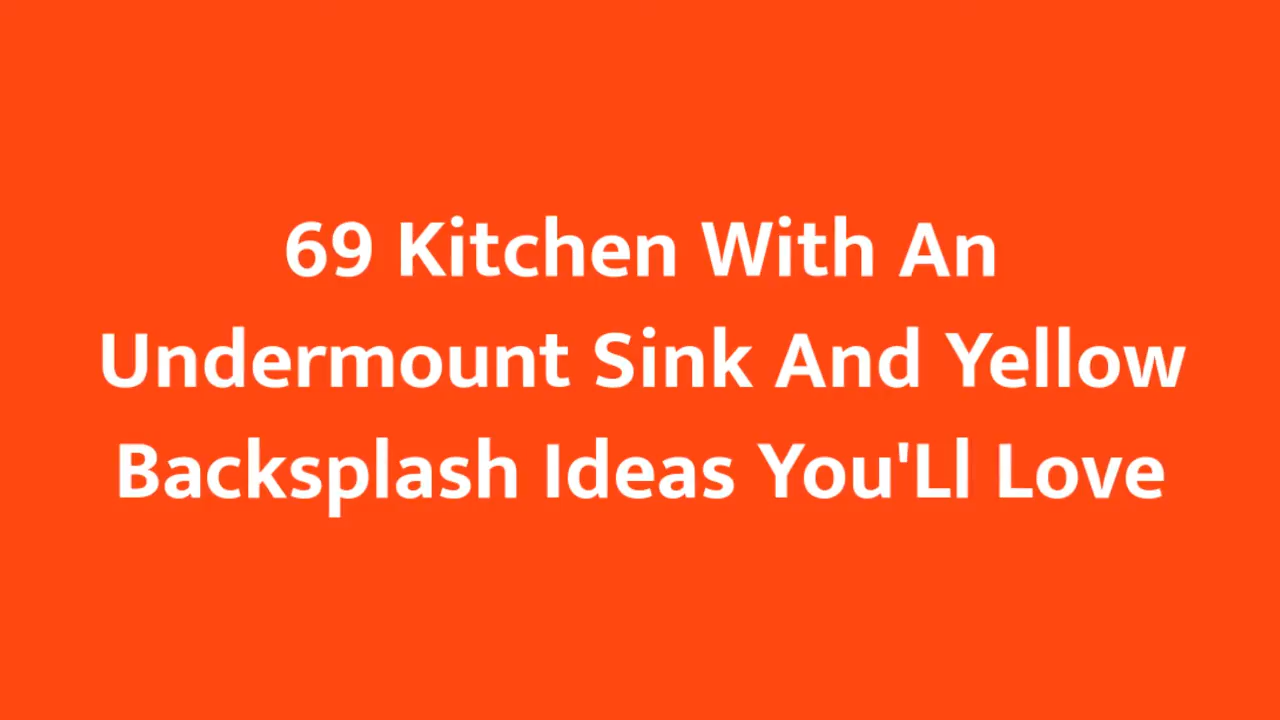 69 Kitchen With An
Undermount Sink And Yellow
Backsplash Ideas You'Ll Love